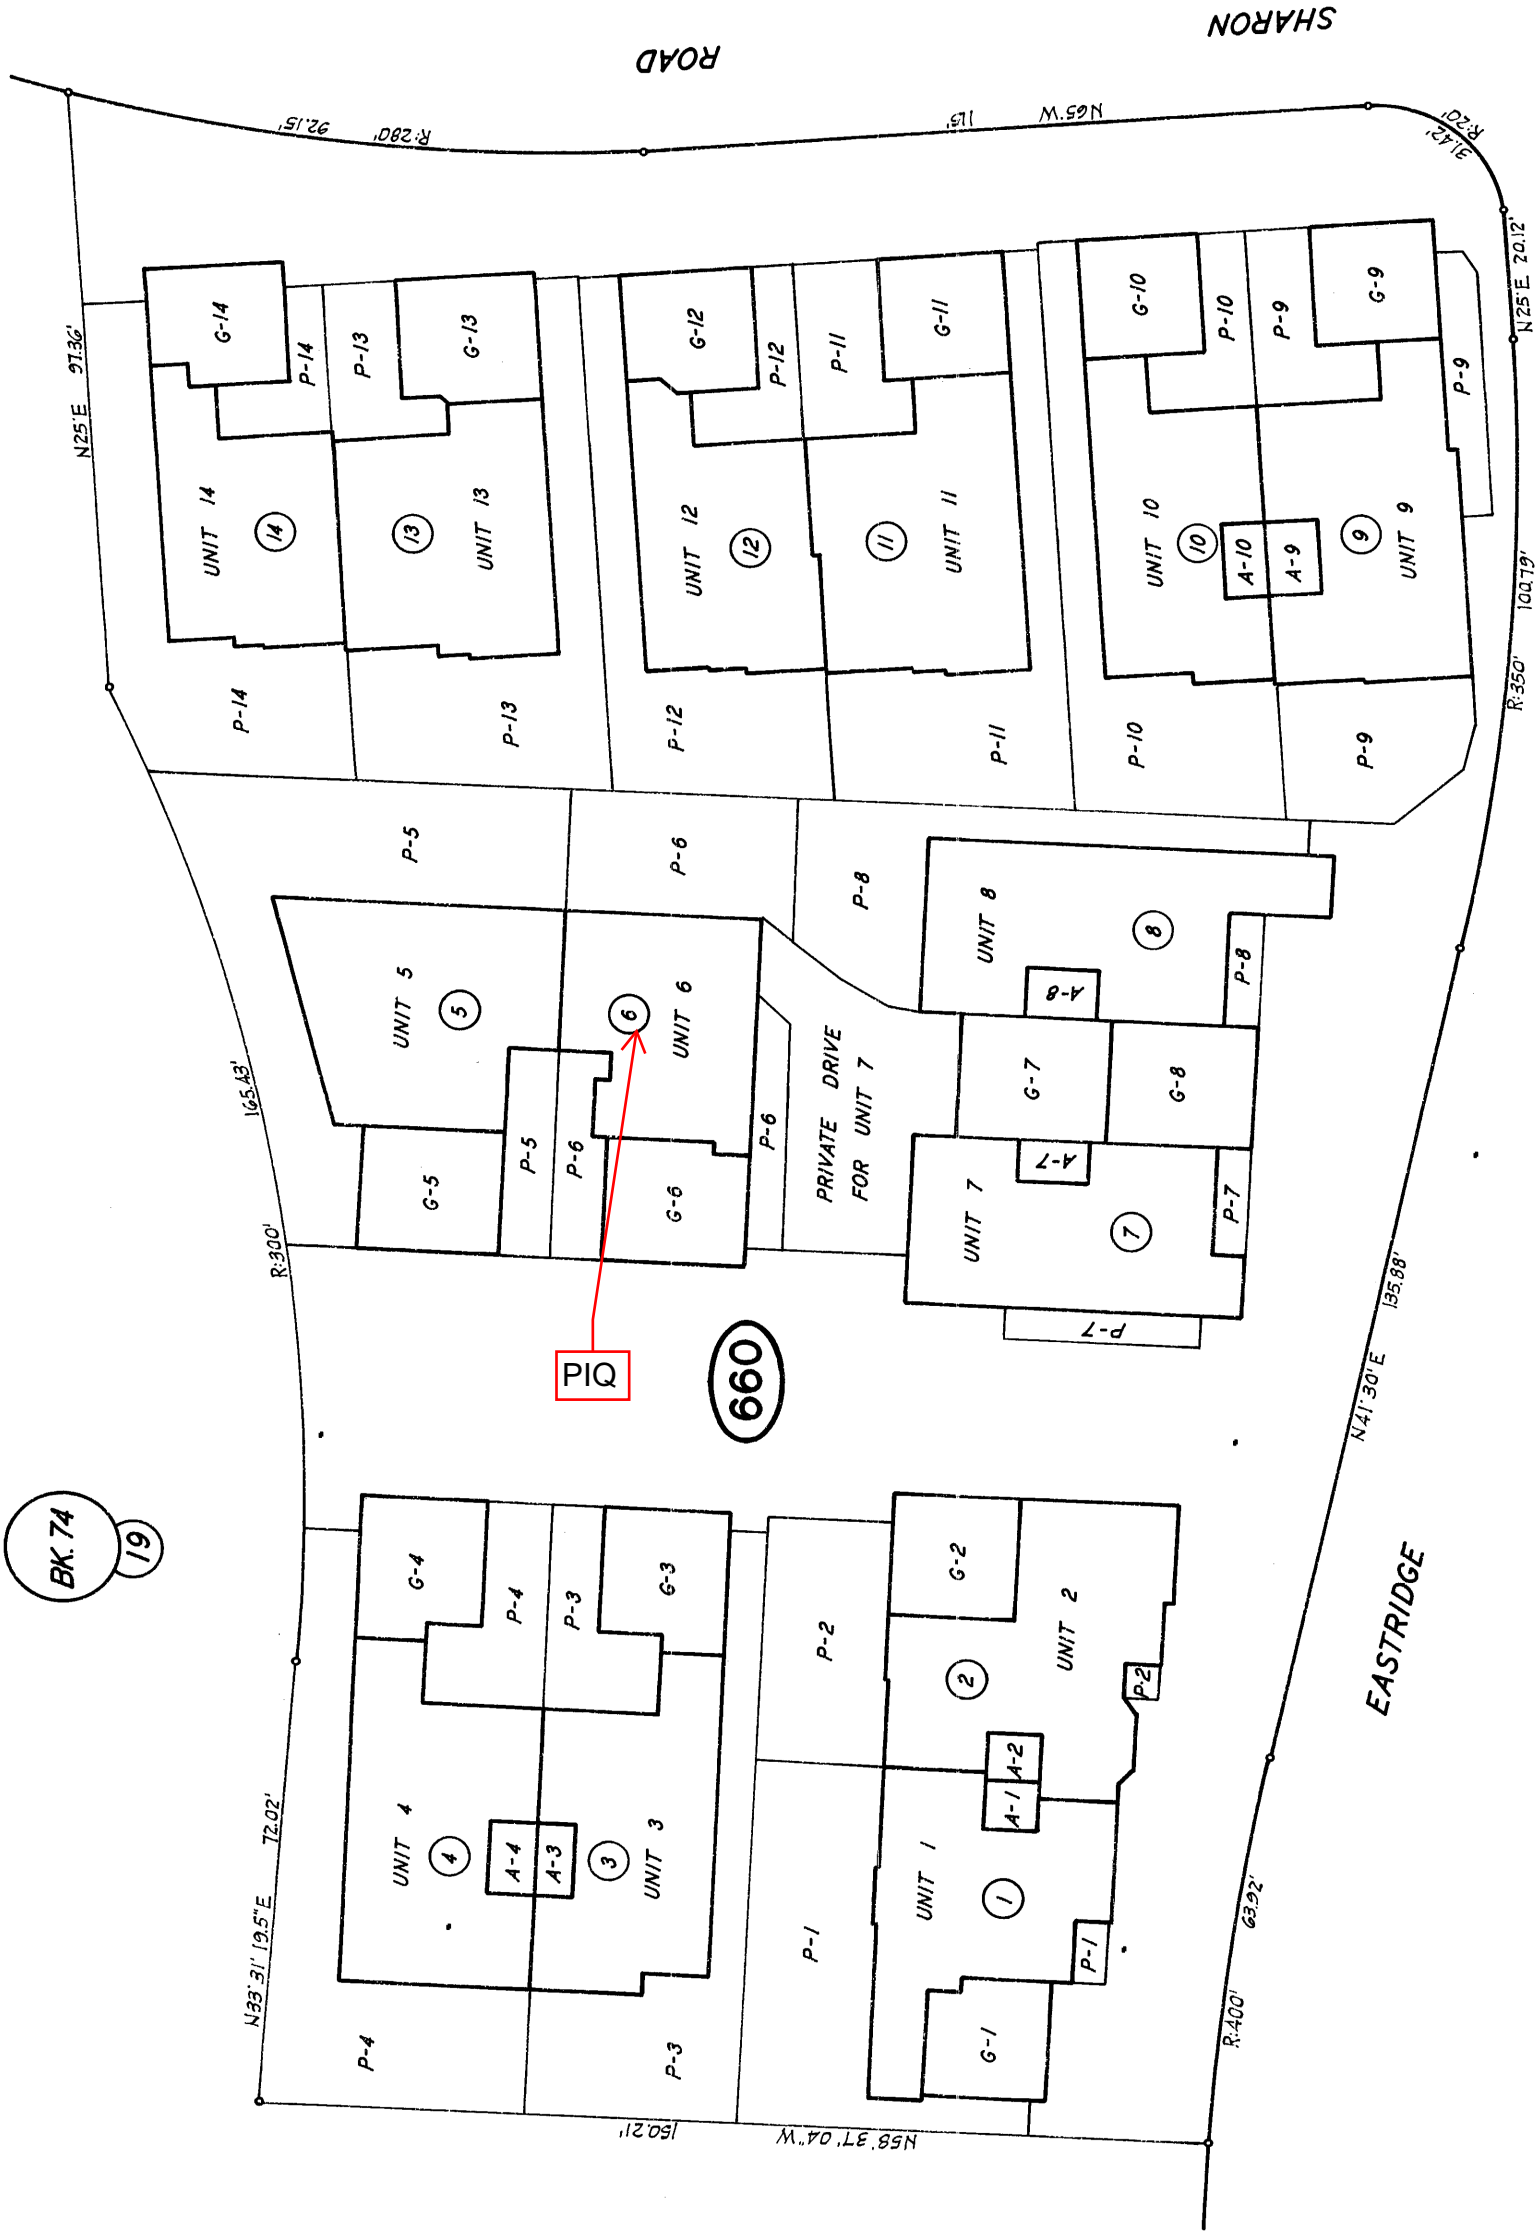 SHARON
ROAD
N25°E 97.36'
92.15'
R:280'
115'
N65°W
R:20'
31.42'
N25°E 20.12'
G-14
P-14
P-13
G-13
G-12
P-12
P-11
G-11
G-10
P-10
P-9
G-9
P-9
UNIT 14
14
13
UNIT 13
UNIT 12
12
11
UNIT 11
UNIT 10
10
A-10
A-9
9
UNIT 9
P-14
P-13
P-12
P-11
P-10
P-9
R:350' 100.79'
P-5
P-6
P-8
UNIT 5
5
6
UNIT 6
UNIT 8
8
A-8
P-8
165.43'
R:300'
G-5
P-5
P-6
G-6
P-6
PRIVATE DRIVE
FOR UNIT 7
G-7
G-8
UNIT 7
A-7
7
P-7
P-7
PIQ
660
N41°30'E 135.88'
BK. 74
19
G-4
P-4
P-3
G-3
P-2
G-2
2
UNIT 2
P-2
A-2
EASTRIDGE
N33°31'19.5"E 72.02'
UNIT 4
4
A-4
A-3
3
UNIT 3
P-1
UNIT 1
1
A-1
P-1
G-1
P-4
P-3
150.21'
N58°37'04"W
R:400' 63.92'